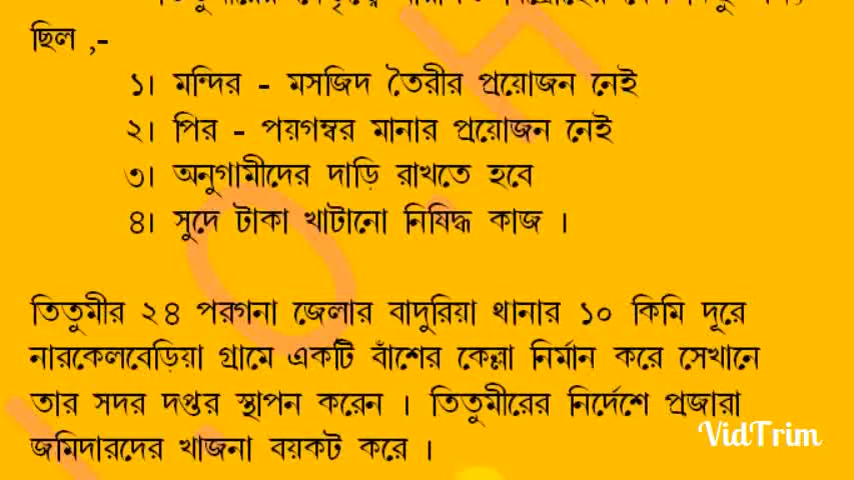 ছিল ,-
১। মন্দির - মসজিদ তৈরীর প্রয়োজন নেই
২। পির - পয়গম্বর মানার প্রয়োজন নেই
৩। অনুগামীদের দাড়ি রাখতে হবে
৪। সুদে টাকা খাটানো নিষিদ্ধ কাজ ।
তিতুমীর ২৪ পরগনা জেলার বাদুরিয়া থানার ১০ কিমি দূরে
নারকেলবেড়িয়া গ্রামে একটি বাঁশের কেল্লা নির্মান করে সেখানে
তার সদর দপ্তর স্থাপন করেন । তিতুমীরের নির্দেশে প্রজারা
জমিদারদের খাজনা বয়কট করে ।
VidTrim